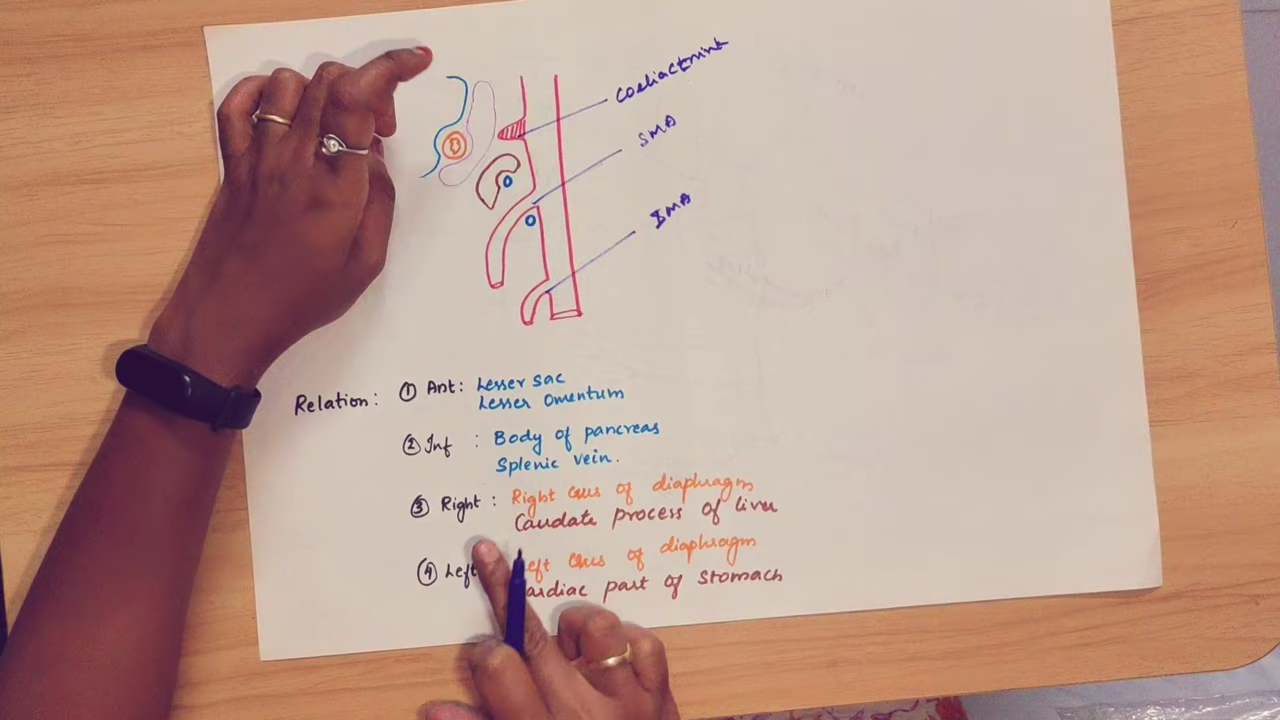 Coeliac trunk
SMA
IMA
Relation: ① Ant: Lesser sac
Lesser Omentum
② Inf : Body of pancreas
Splenic vein.
③ Right: Right crus of diaphragm
Caudate process of liver
④ Left eft crus of diaphragm
ardiac part of stomach